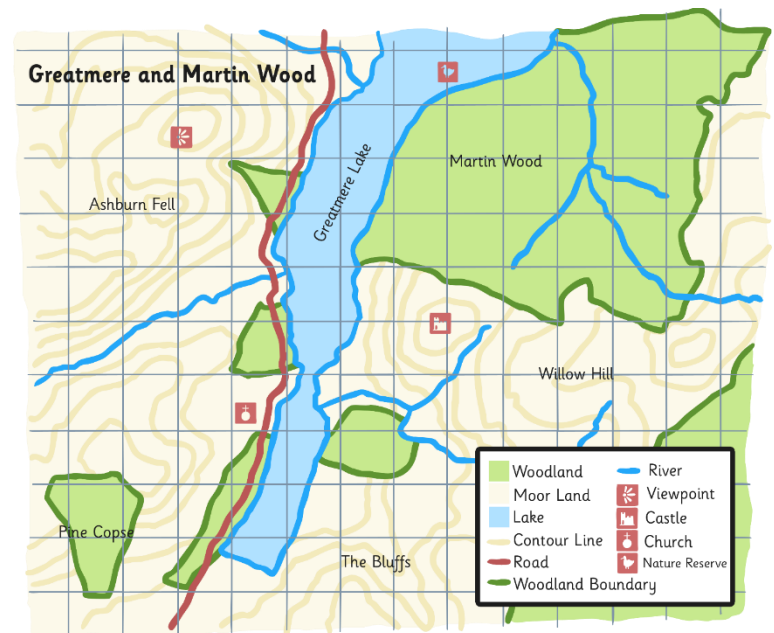 Greatmere and Martin Wood
Martin Wood
Greatmere Lake
Ashburn Fell
Willow Hill
Pine Copse
The Bluffs
Woodland
River
Moor Land
Viewpoint
Lake
Castle
Contour Line
Church
Road
Nature Reserve
Woodland Boundary